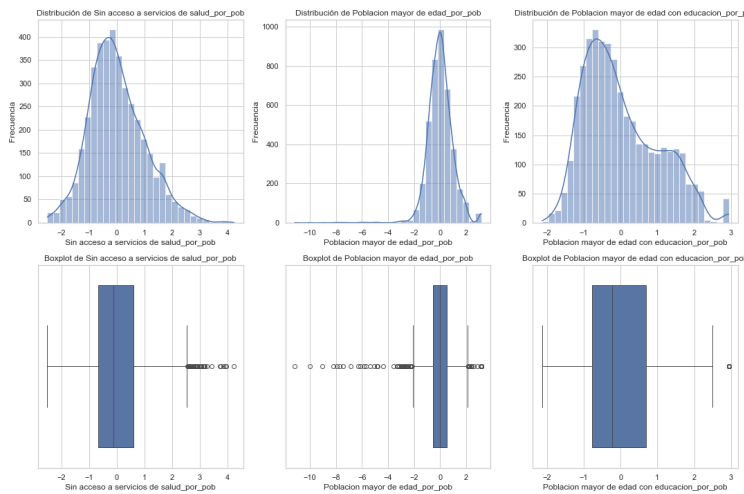 Distribución de Sin acceso a servicios de salud_por_pob
Distribución de Poblacion mayor de edad_por_pob
Distribución de Poblacion mayor de edad con educacion_por_p
Frecuencia
400
350
300
250
200
150
100
50
0
−2 −1 0 1 2 3 4
Sin acceso a servicios de salud_por_pob
Frecuencia
1000
800
600
400
200
0
−10 −8 −6 −4 −2 0 2
Poblacion mayor de edad_por_pob
Frecuencia
300
250
200
150
100
50
0
−2 −1 0 1 2 3
Poblacion mayor de edad con educacion_por_pob
Boxplot de Sin acceso a servicios de salud_por_pob
Boxplot de Poblacion mayor de edad_por_pob
Boxplot de Poblacion mayor de edad con educacion_por_pob
−2 −1 0 1 2 3 4
Sin acceso a servicios de salud_por_pob
−10 −8 −6 −4 −2 0 2
Poblacion mayor de edad_por_pob
−2 −1 0 1 2 3
Poblacion mayor de edad con educacion_por_pob